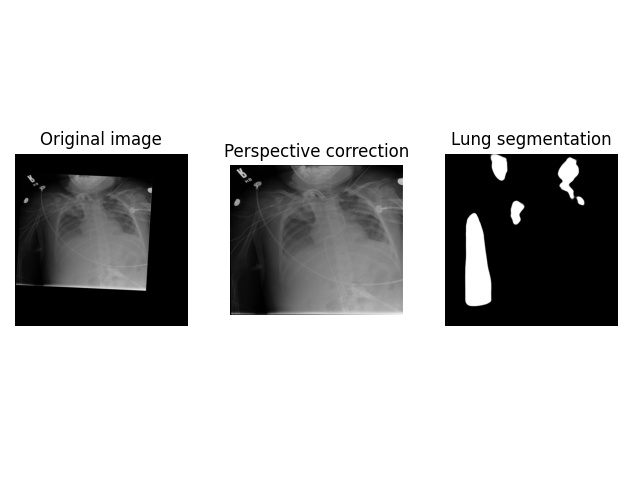 Original image
Perspective correction
Lung segmentation